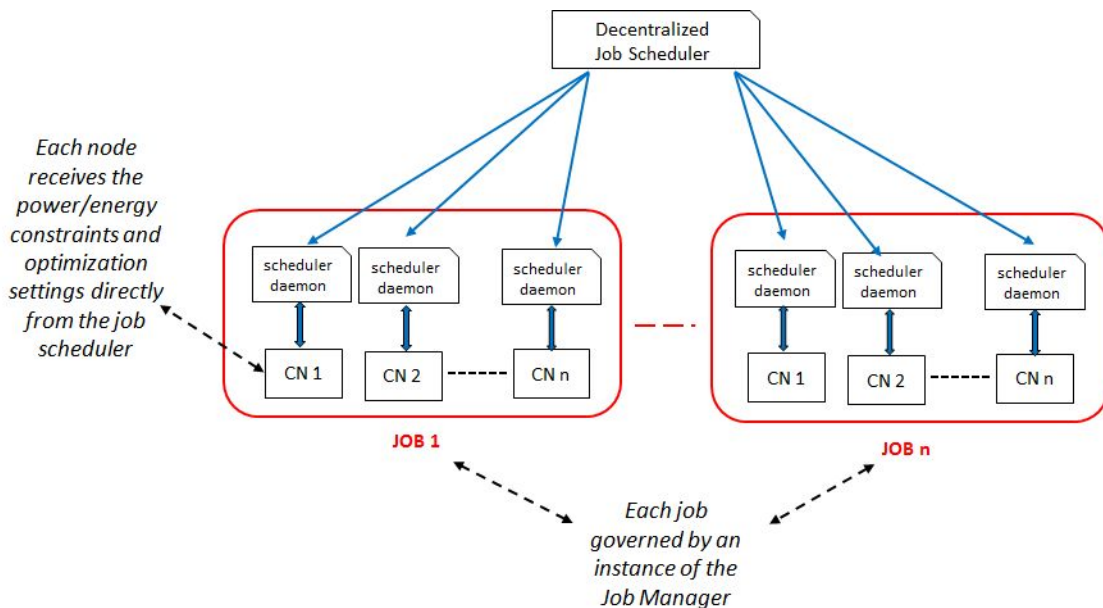 Decentralized
Job Scheduler
Each node
receives the
power/energy
constraints and
optimization
settings directly
from the job
scheduler
scheduler
daemon
scheduler
daemon
scheduler
daemon
scheduler
daemon
scheduler
daemon
scheduler
daemon
CN 1
CN 2
CN n
CN 1
CN 2
CN n
JOB 1
JOB n
Each job
governed by an
instance of the
Job Manager